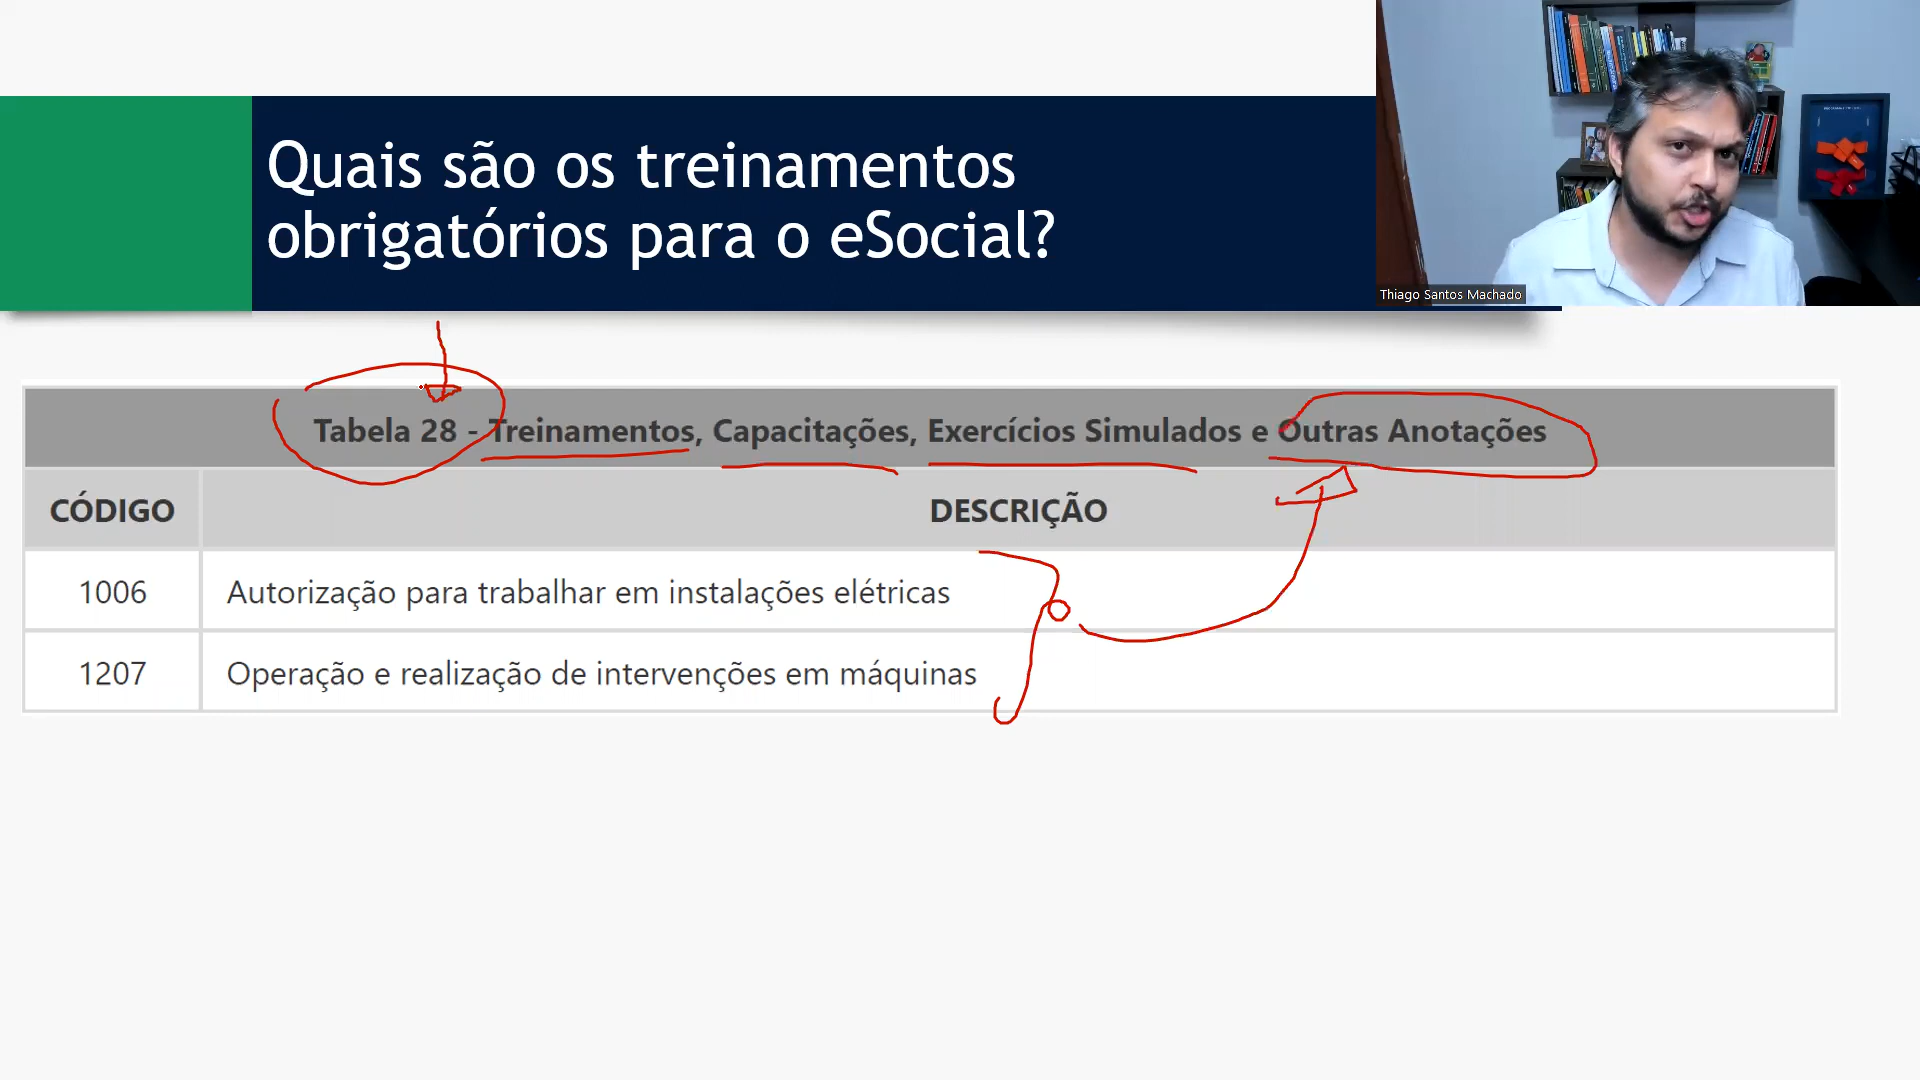 Quais são os treinamentos
obrigatórios para o eSocial?
Thiago Santos Machado
Tabela 28 - Treinamentos, Capacitações, Exercícios Simulados e Outras Anotações
CÓDIGO DESCRIÇÃO
1006 Autorização para trabalhar em instalações elétricas
1207 Operação e realização de intervenções em máquinas